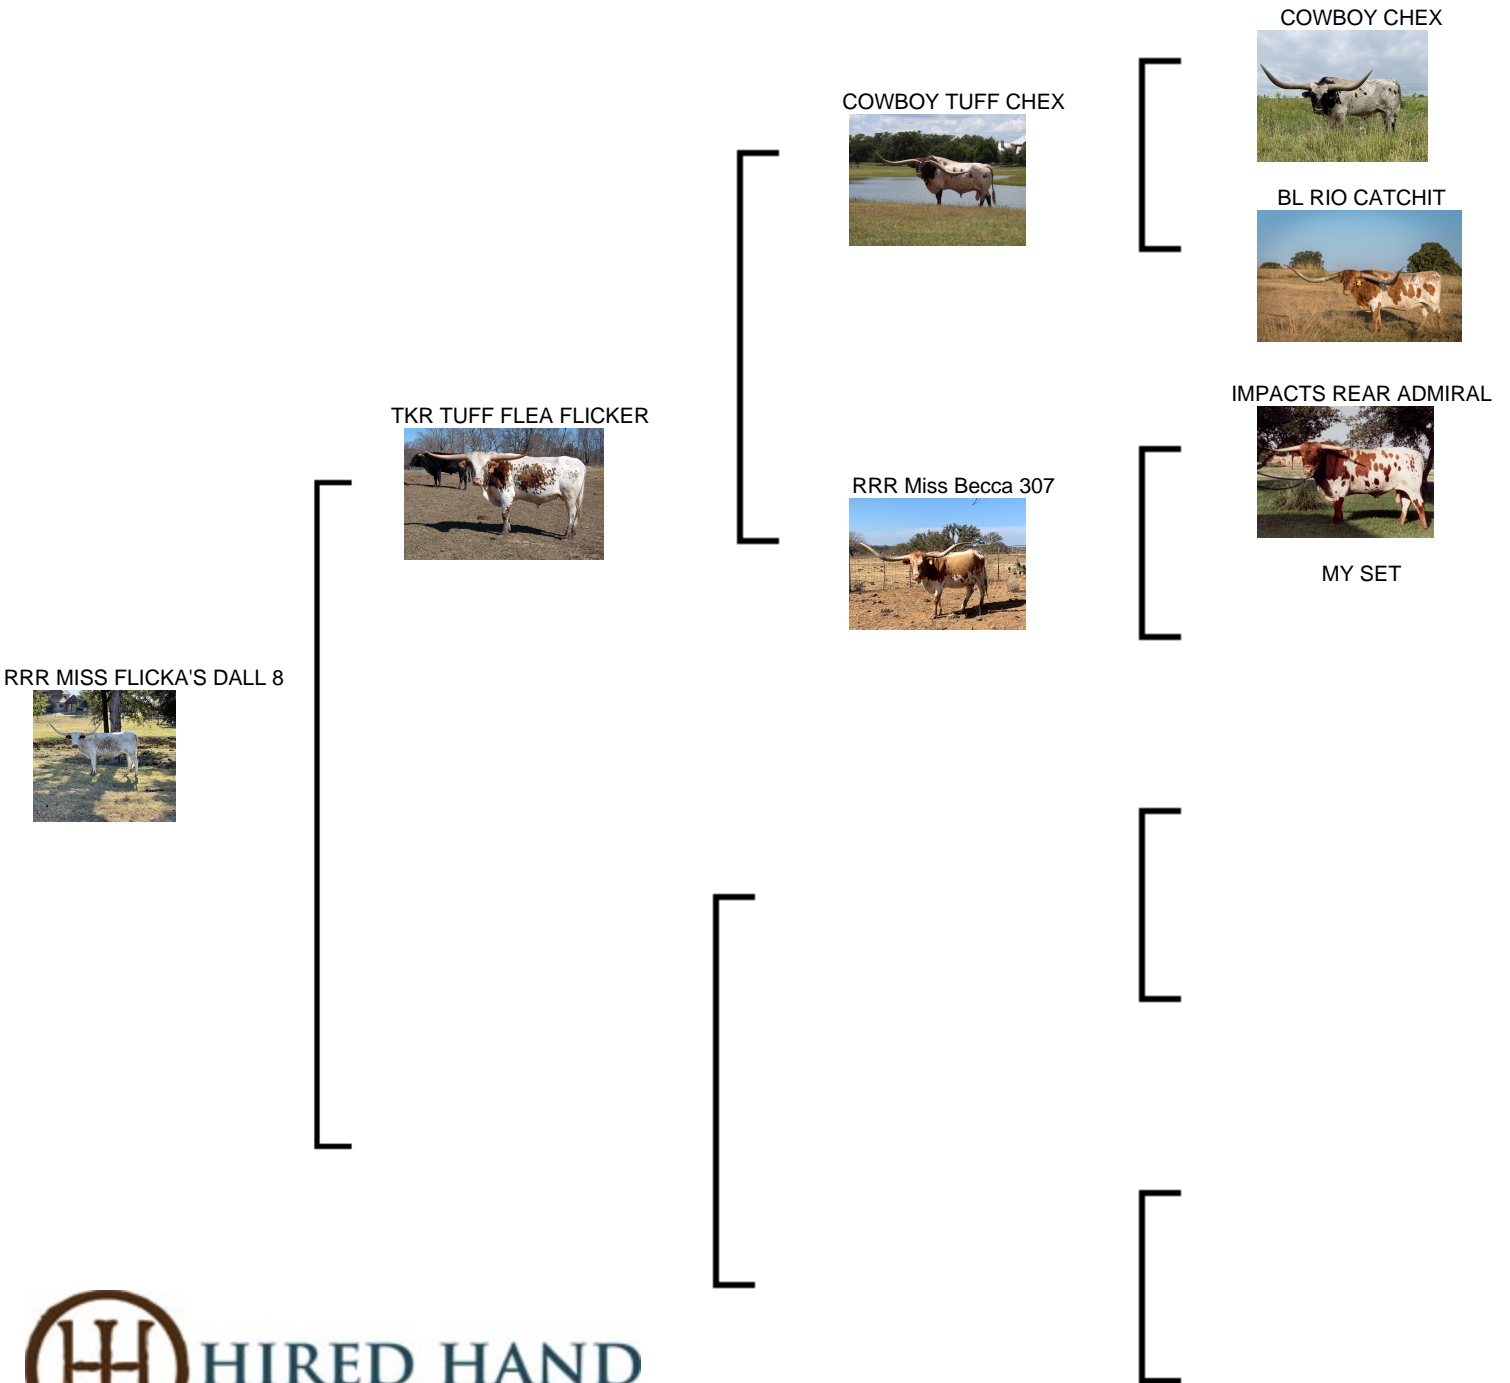 COWBOY CHEX
COWBOY TUFF CHEX
BL RIO CATCHIT
IMPACTS REAR ADMIRAL
TKR TUFF FLEA FLICKER
RRR Miss Becca 307
MY SET
RRR MISS FLICKA'S DALL 8
HIRED HAND